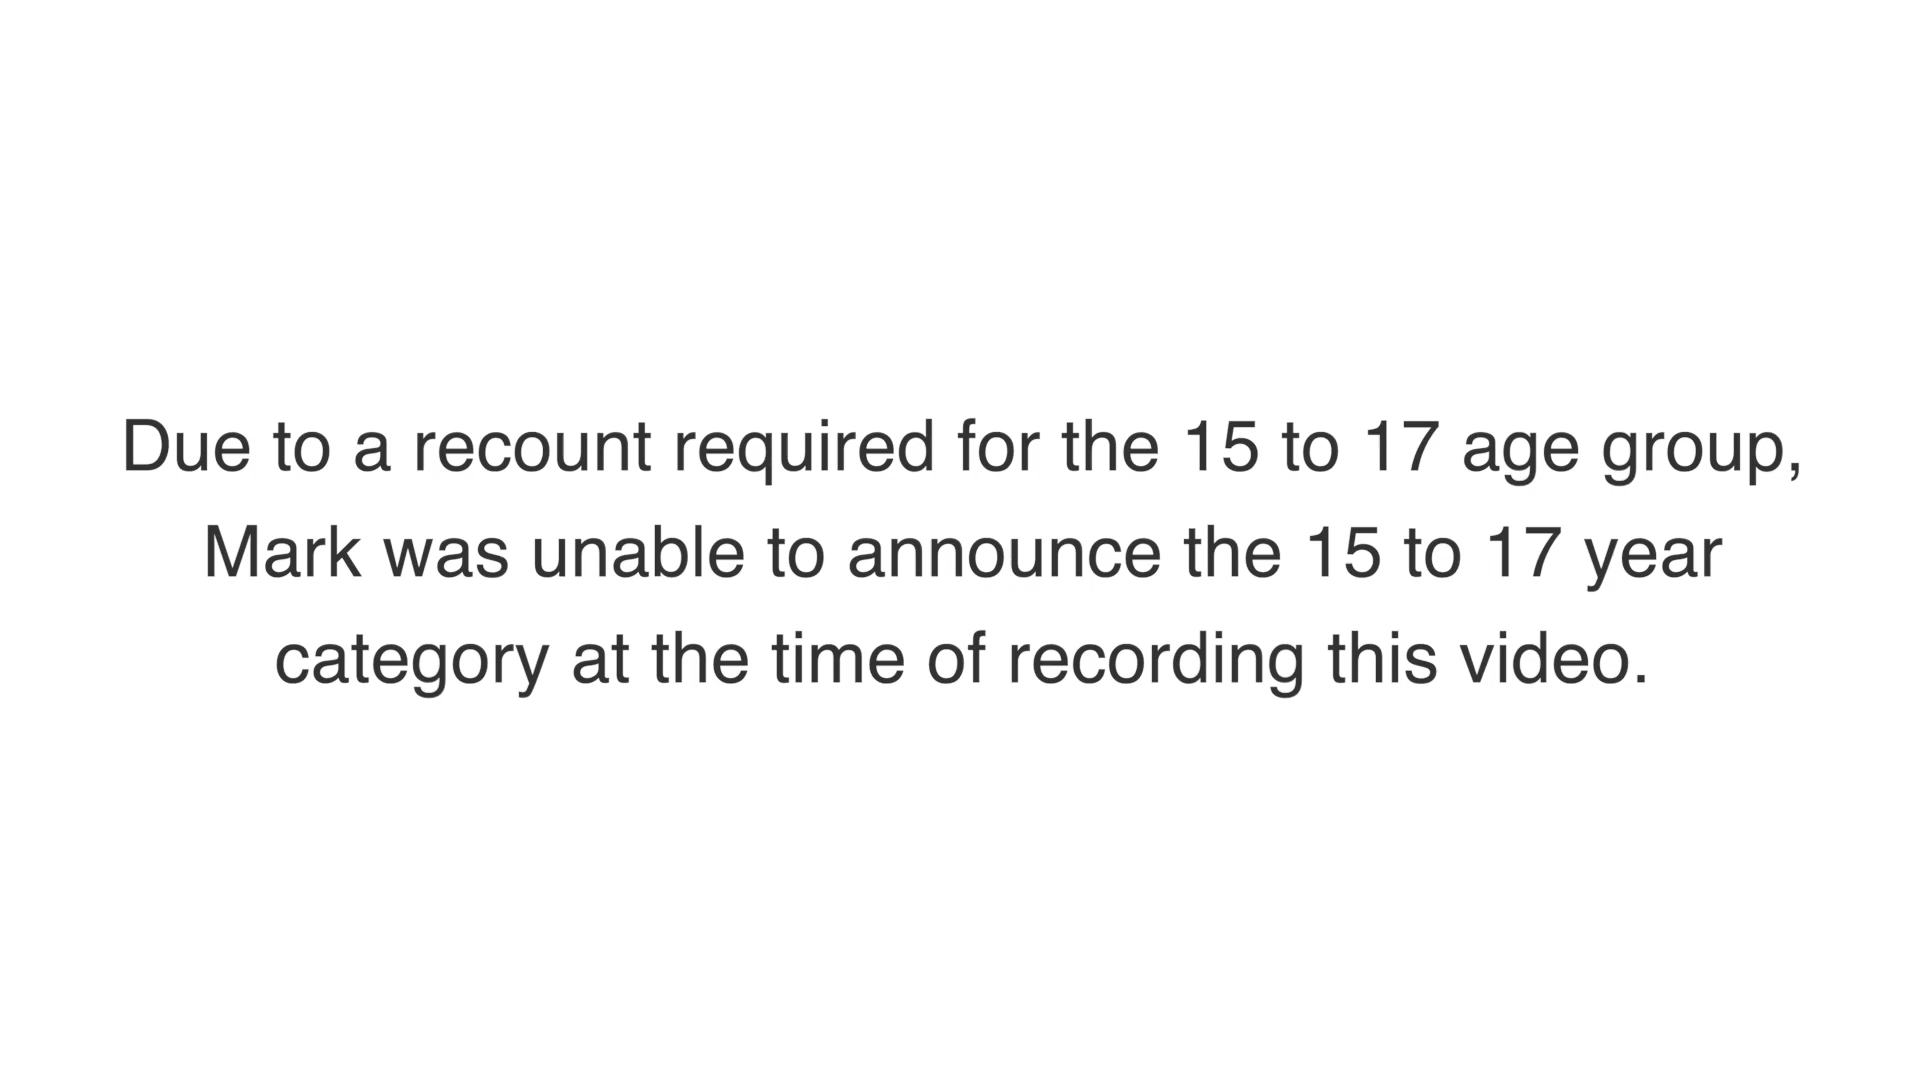 Due to a recount required for the 15 to 17 age group,
Mark was unable to announce the 15 to 17 year
category at the time of recording this video.